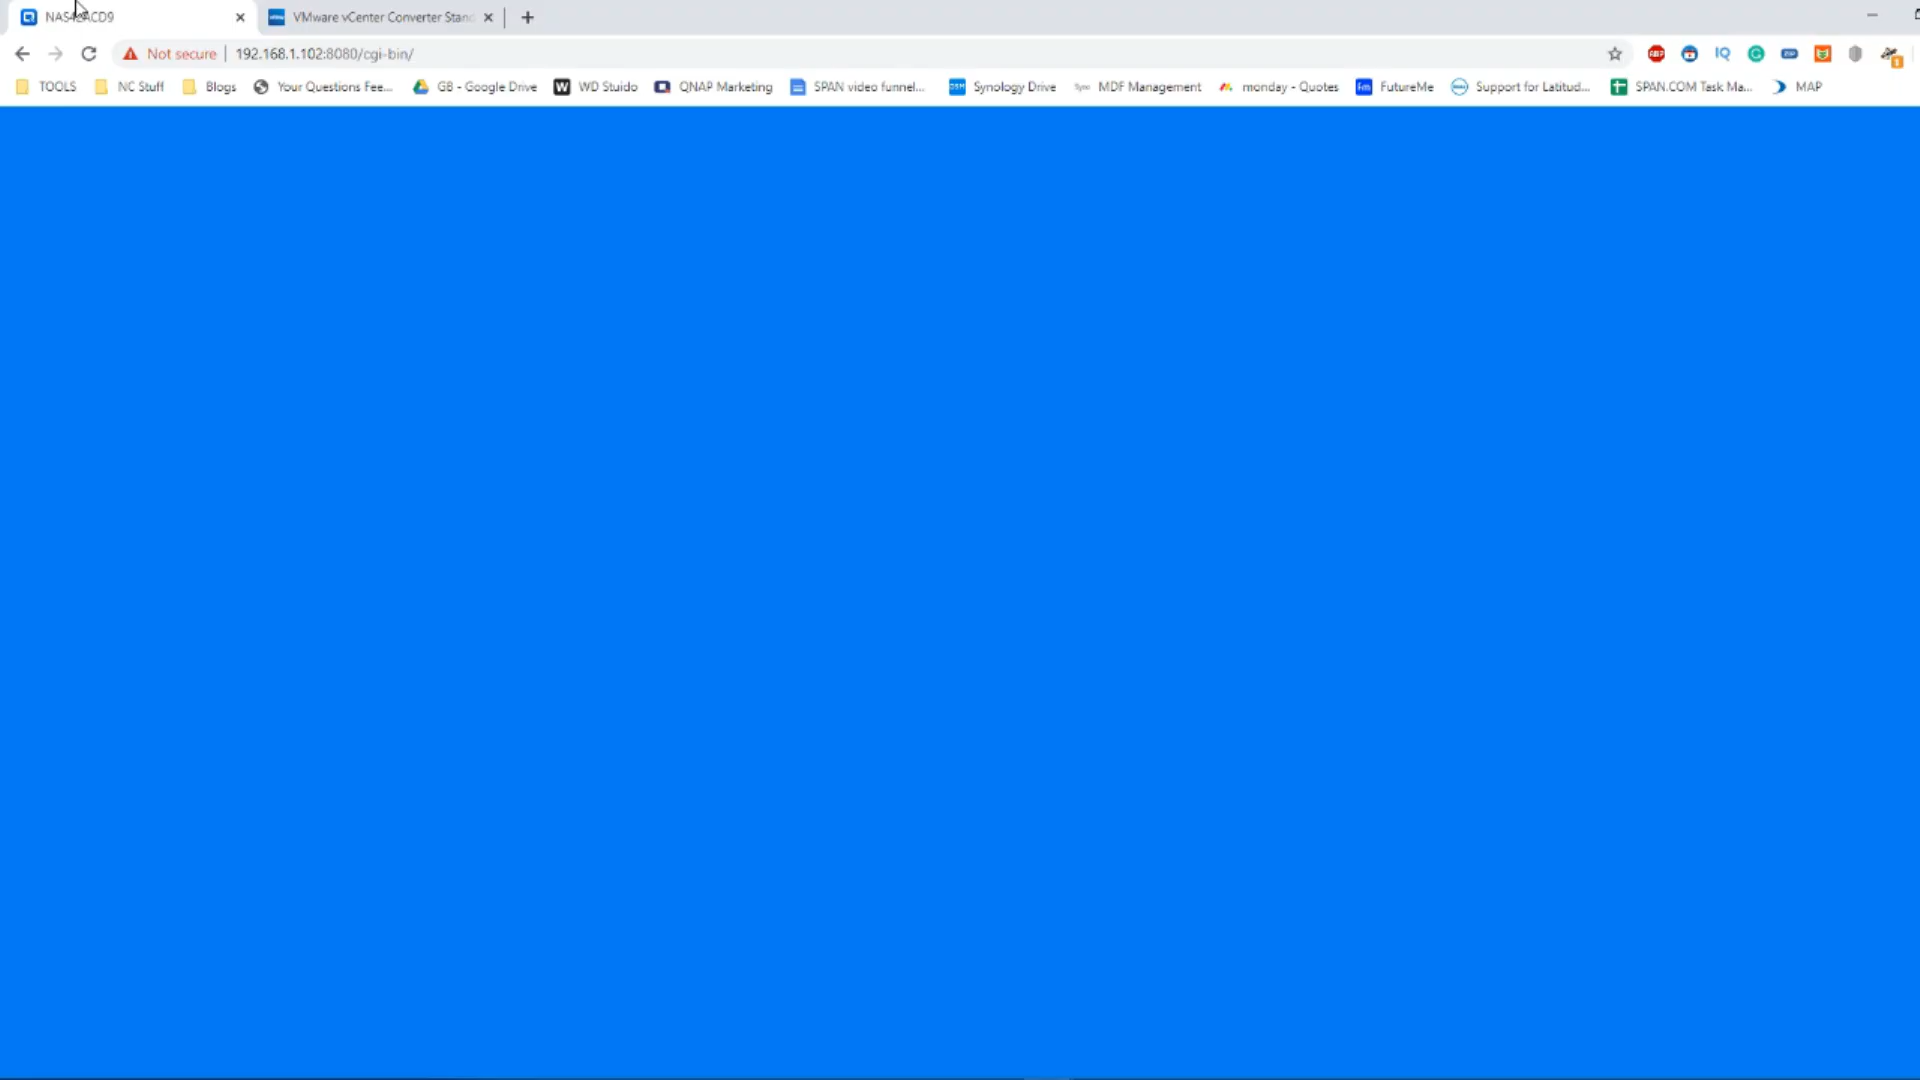 NAS42ACD9
VMware vCenter Converter Stan
Not secure
192.168.1.102:8080/cgi-bin/
TOOLS
NC Stuff
Blogs
Your Questions Fee...
GB - Google Drive
WD Stuido
QNAP Marketing
SPAN video funnel...
Synology Drive
MDF Management
monday - Quotes
FutureMe
Support for Latitud...
SPAN.COM Task Ma...
MAP